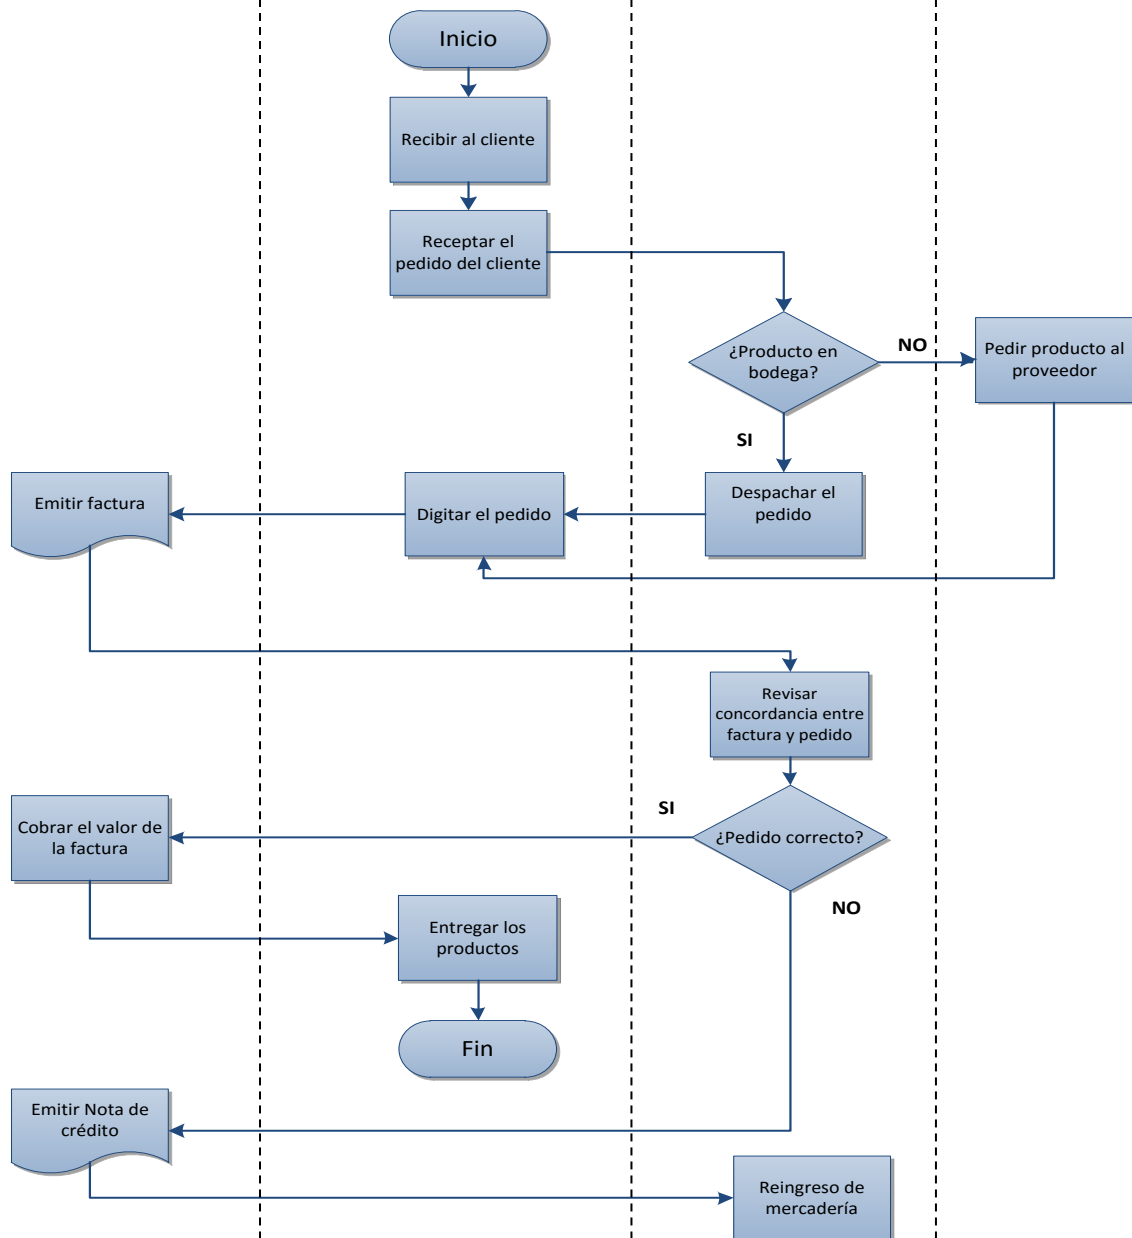 Inicio
Recibir al cliente
Receptar el
pedido del cliente
¿Producto en
bodega?
NO
Pedir producto al
proveedor
SI
Emitir factura
Digitar el pedido
Despachar el
pedido
Revisar
concordancia entre
factura y pedido
SI
Cobrar el valor de
la factura
¿Pedido correcto?
NO
Entregar los
productos
Fin
Emitir Nota de
crédito
Reingreso de
mercadería